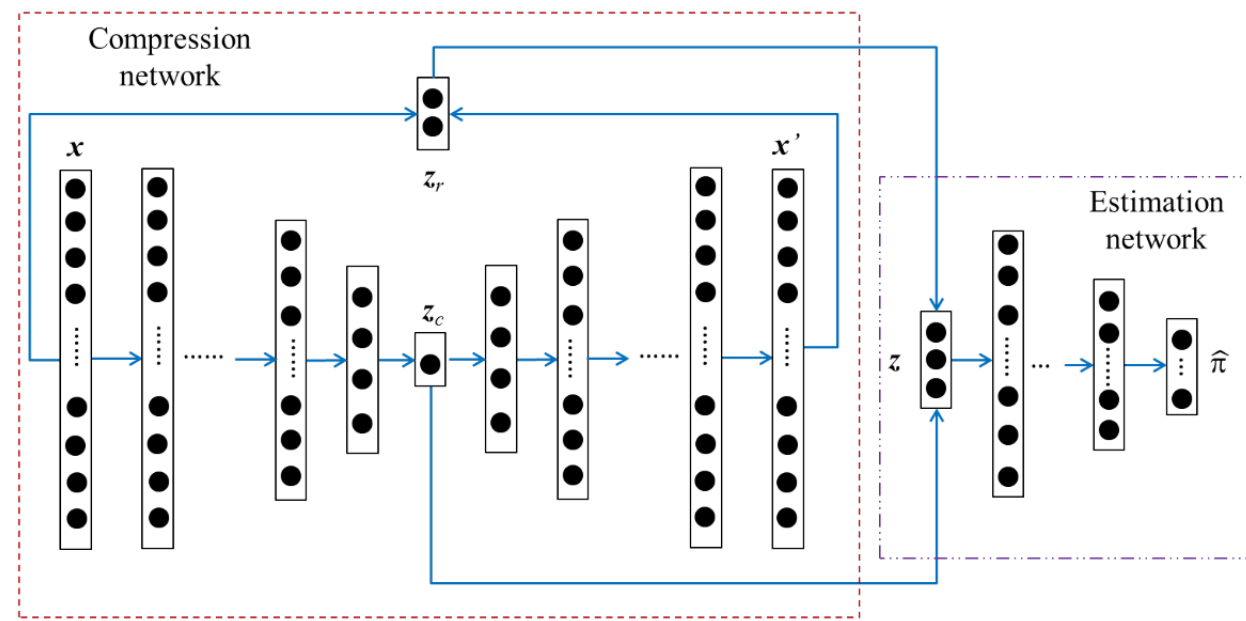 Compression
network
x
z_r
x'
z_c
Estimation
network
z
π̂